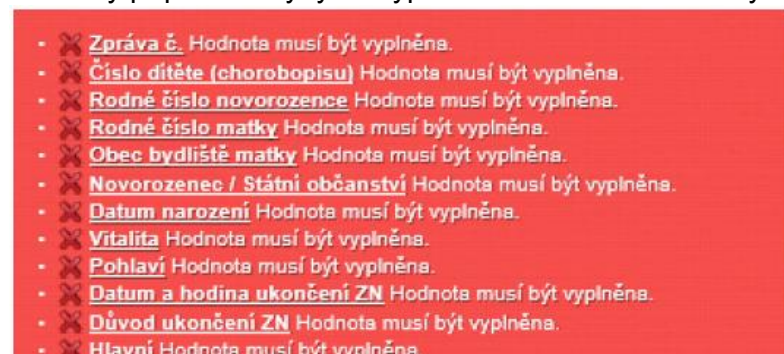 - Zpráva č. Hodnota musí být vyplněna.
- Číslo dítěte (chorobopisu) Hodnota musí být vyplněna.
- Rodné číslo novorozence Hodnota musí být vyplněna.
- Rodné číslo matky Hodnota musí být vyplněna.
- Obec bydliště matky Hodnota musí být vyplněna.
- Novorozenec / Státní občanství Hodnota musí být vyplněna.
- Datum narození Hodnota musí být vyplněna.
- Vitalita Hodnota musí být vyplněna.
- Pohlaví Hodnota musí být vyplněna.
- Datum a hodina ukončení ZN Hodnota musí být vyplněna.
- Důvod ukončení ZN Hodnota musí být vyplněna.
- Hlavní Hodnota musí být vyplněna.